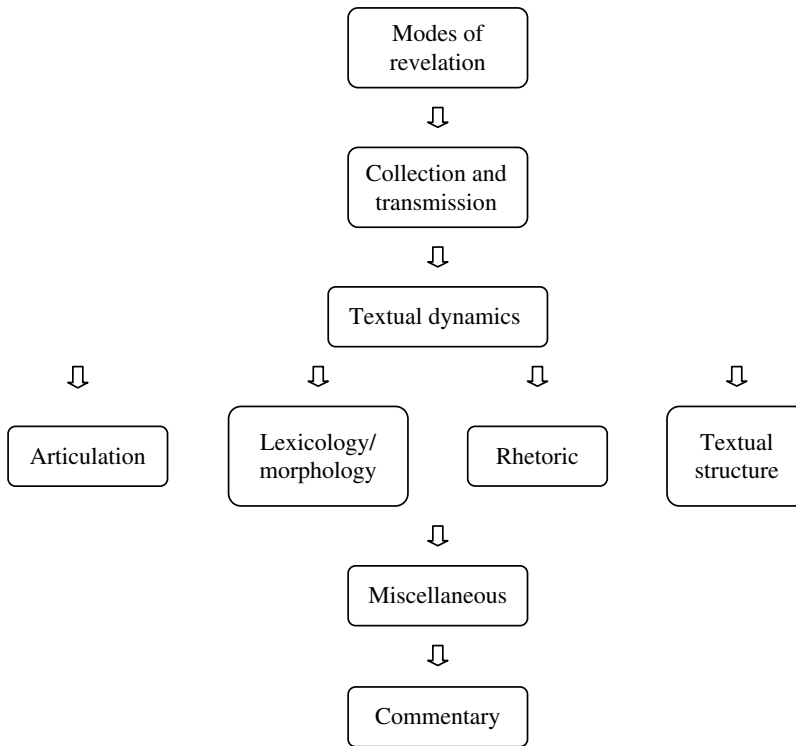 Modes of
revelation
Collection and
transmission
Textual dynamics
Articulation
Lexicology/
morphology
Rhetoric
Textual
structure
Miscellaneous
Commentary